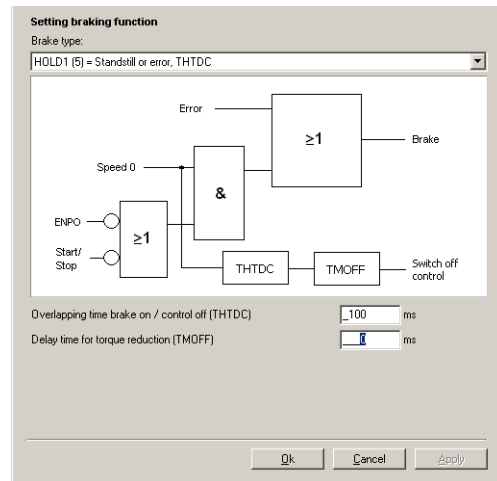 Setting braking function
Brake type:
HOLD1 (5) = Standstill or error, THTDC
Error
≥1
Brake
Speed 0
&
ENPO
≥1
Start/
Stop
THTDC
TMOFF
Switch off
control
Overlapping time brake on / control off (THTDC)
_100 ms
Delay time for torque reduction (TMOFF)
___0 ms
Ok Cancel Apply